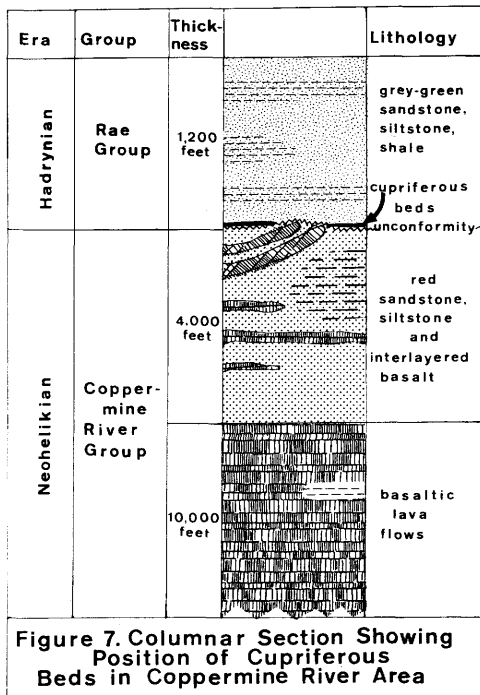 Era
Group
Thick-
ness
Lithology
Hadrynian
Rae
Group
1,200
feet
grey-green
sandstone,
siltstone,
shale
cupriferous
beds
unconformity
Neohelikian
Copper-
mine
River
Group
4,000
feet
red
sandstone,
siltstone
and
interlayered
basalt
10,000
feet
basaltic
lava
flows
Figure 7. Columnar Section Showing
Position of Cupriferous
Beds in Coppermine River Area